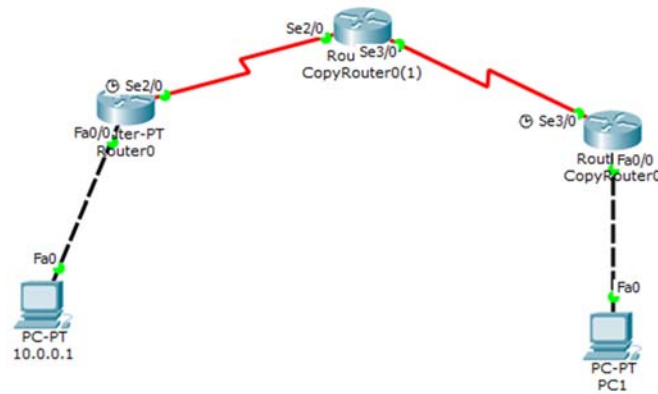 Se2/0
Rou Se3/0
CopyRouter0(1)
Se2/0
Fa0/0 uter-PT
Router0
Se3/0
Rout Fa0/0
CopyRouter0
Fa0
PC-PT
10.0.0.1
Fa0
PC-PT
PC1